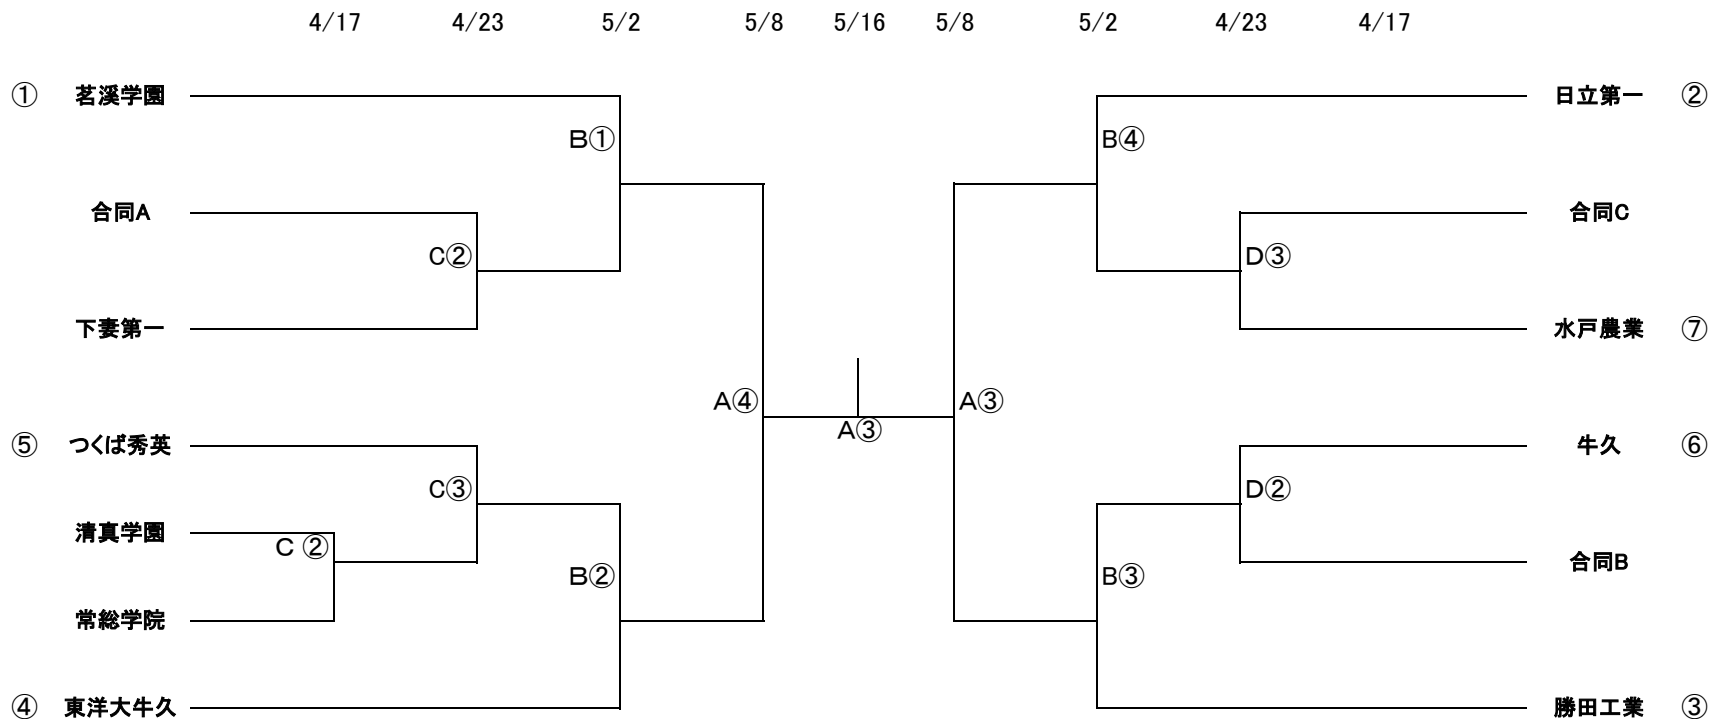 4/17 4/23 5/2 5/8 5/16 5/8 5/2 4/23 4/17
① 茗溪学園 日立第一 ②
B① B④
合同A 合同C
C② D③
下妻第一 水戸農業 ⑦
A④ A③ A③
⑤ つくば秀英 牛久 ⑥
C③ D②
清真学園
C ②
合同B
B② B③
常総学院
④ 東洋大牛久 勝田工業 ③